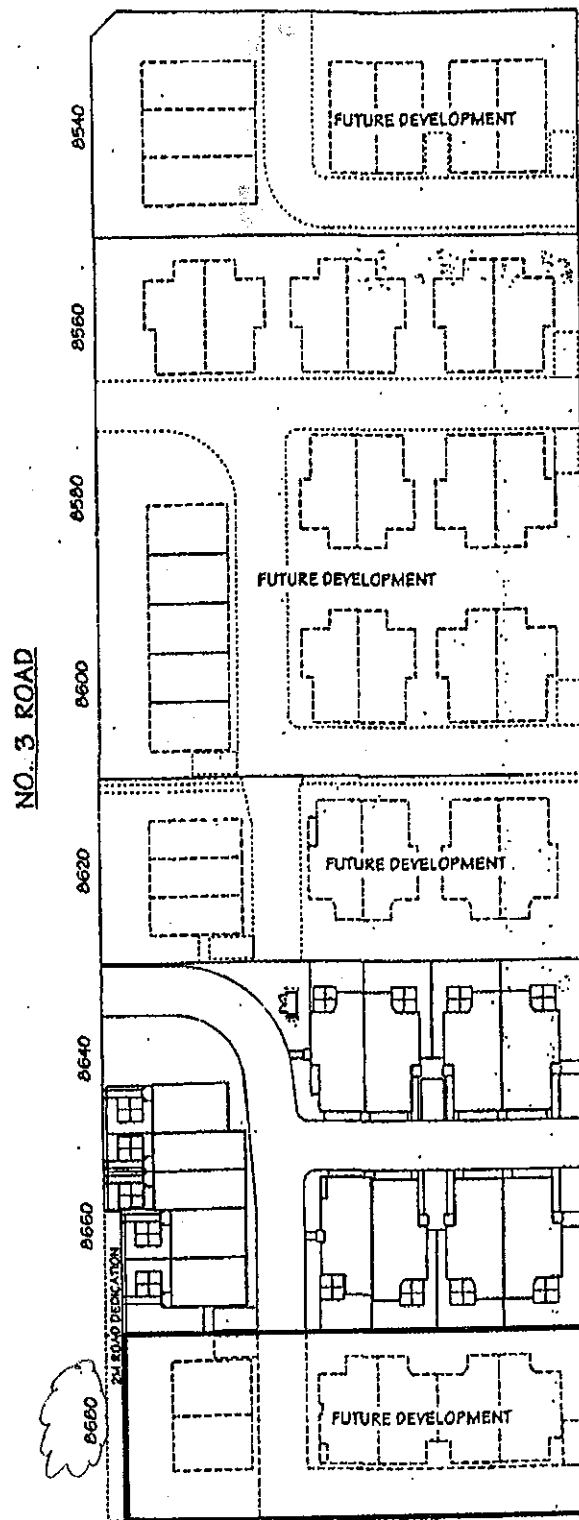 8540
FUTURE DEVELOPMENT
8560
8580
FUTURE DEVELOPMENT
NO. 3 ROAD
8600
8620
FUTURE DEVELOPMENT
8640
8660
2M ROAD DEDICATION
8680
FUTURE DEVELOPMENT